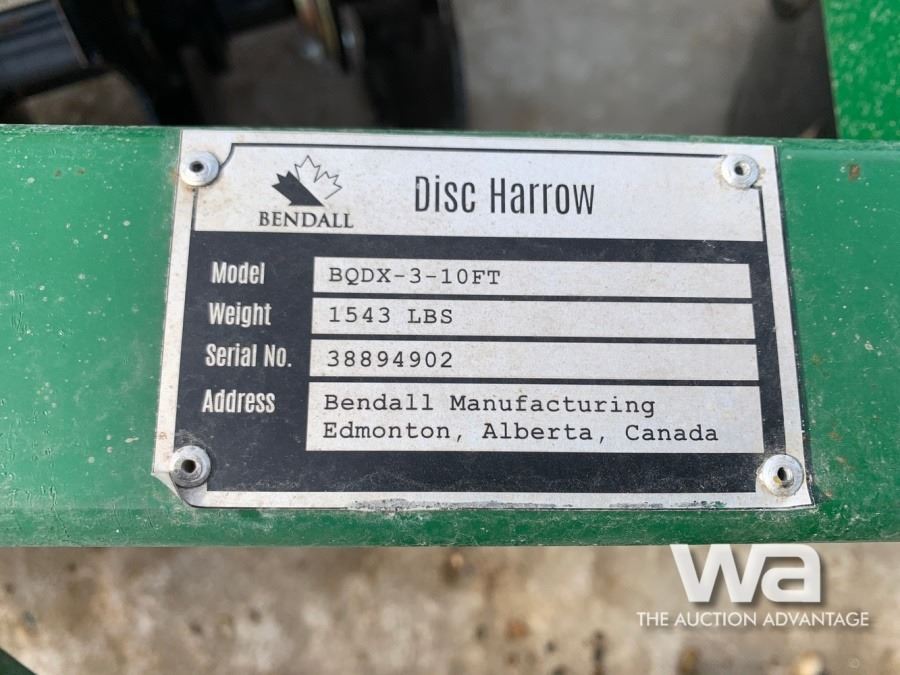 BENDALL
Disc Harrow
Model BQDX-3-10FT
Weight 1543 LBS
Serial No. 38894902
Address Bendall Manufacturing
Edmonton, Alberta, Canada
wa
THE AUCTION ADVANTAGE